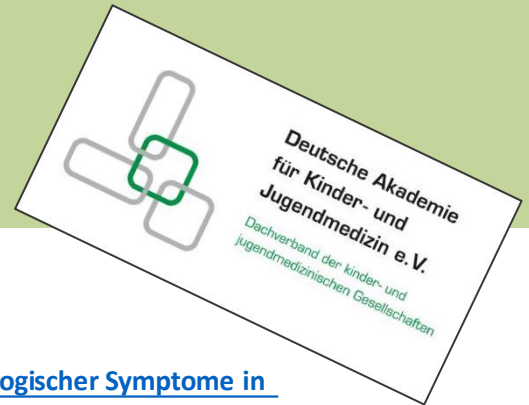 Deutsche Akademie
für Kinder- und
Jugendmedizin e.V.
Dachverband der kinder- und
jugendmedizinischen Gesellschaften
ogischer Symptome in